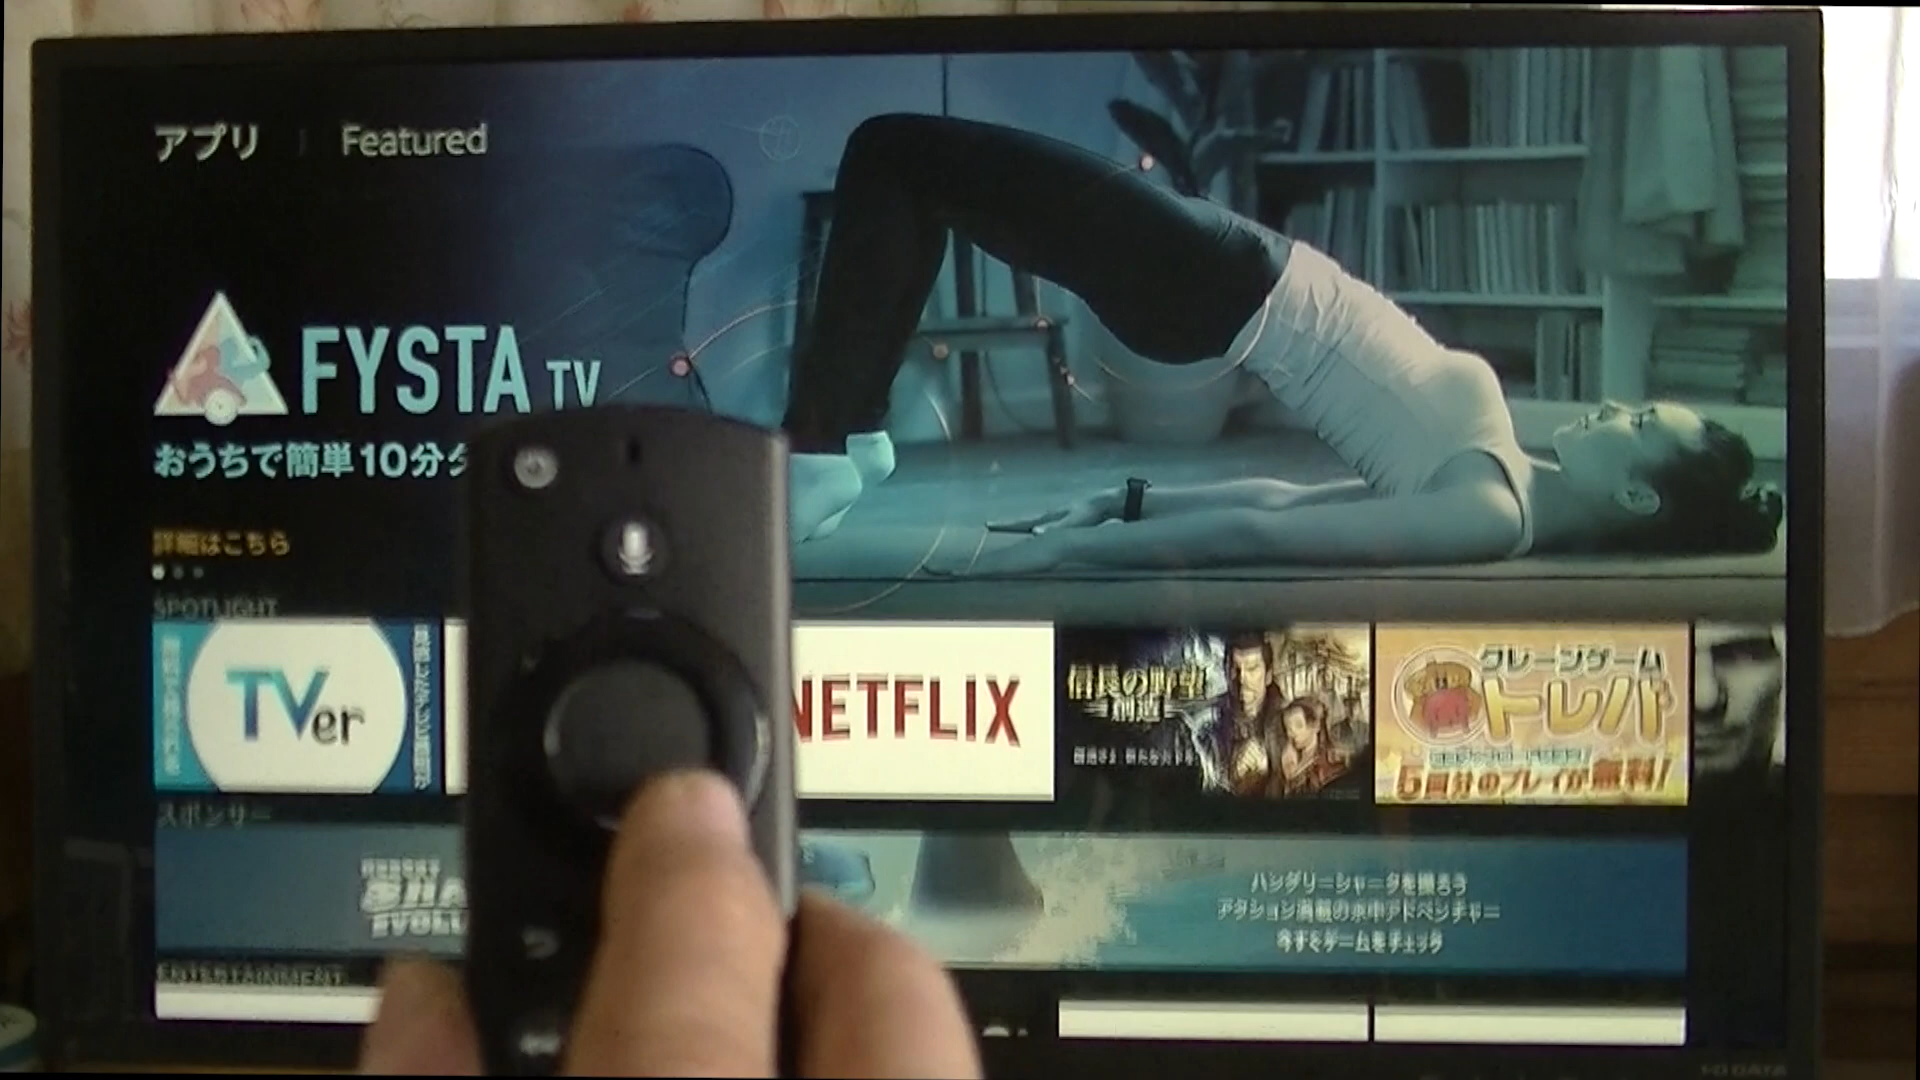 アプリ | Featured
FYSTA TV
おうちで簡単10分
詳細はこちら
SPOTLIGHT
TVer
NETFLIX
信長の野望
創造
クレーンゲーム
トレバ
5回分のプレイが無料!
スポンサー
EVOLU
ハングリーシャークを操ろう
アクション満載の水中アドベンチャー
今すぐゲームをチェック
ENTERTAINMENT
I-O DATA